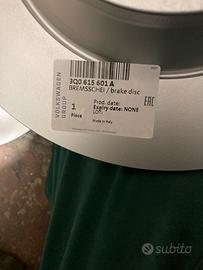 VOLKSWAGEN
GROUP
3Q0 615 601 A
BREMSSCHEI / brake disc
1
Piece
Prod. date:
Expiry date: NONE
LOT:
Made in Italy
EAC
subito